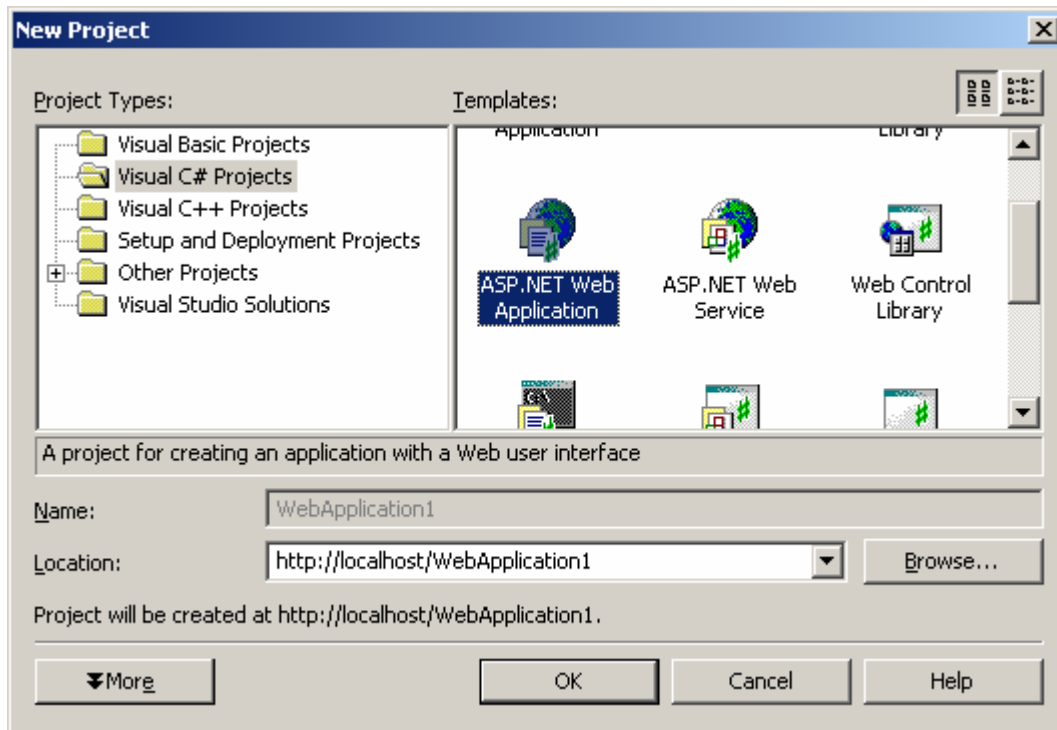 New Project
Project Types:
Templates:
Visual Basic Projects
Visual C# Projects
Visual C++ Projects
Setup and Deployment Projects
Other Projects
Visual Studio Solutions
Application
Library
ASP.NET Web
Application
ASP.NET Web
Service
Web Control
Library
A project for creating an application with a Web user interface
Name:
WebApplication1
Location:
http://localhost/WebApplication1
Browse...
Project will be created at http://localhost/WebApplication1.
More
OK
Cancel
Help